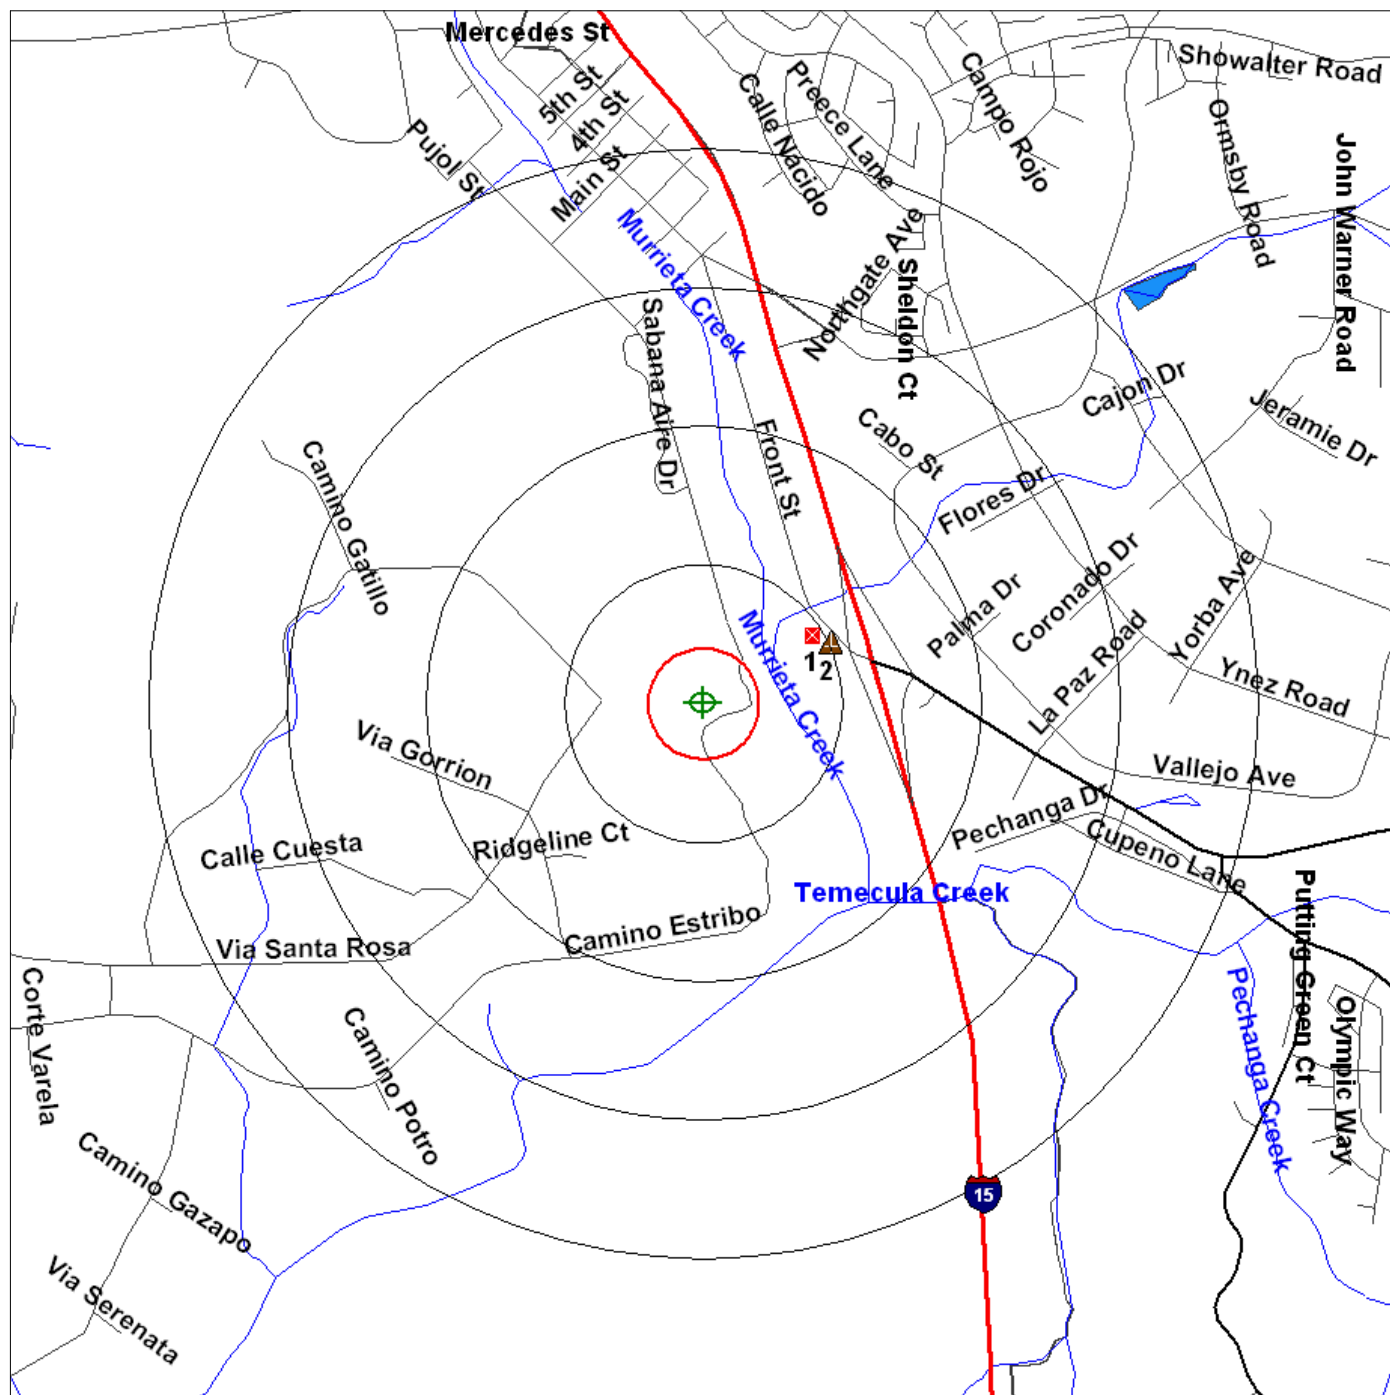 Mercedes St
Showalter Road
5th St
4th St
Main St
Pujol St
Calle Nacido
Preece Lane
Campo Rojo
Ormsby Road
John Warner Road
Murrieta Creek
Northgate Ave
Sheldon Ct
Sabana Aire Dr
Front St
Cabo St
Cajon Dr
Jeramie Dr
Camino Gatillo
Flores Dr
Palma Dr
Coronado Dr
La Paz Road
Yorba Ave
Ynez Road
1
2
Murrieta Creek
Via Gorrion
Vallejo Ave
Pechanga Dr
Cupeno Lane
Calle Cuesta
Ridgeline Ct
Temecula Creek
Putting Green Ct
Camino Estribo
Via Santa Rosa
Corte Varela
Camino Potro
Pechanga Creek
Olympic Way
Camino Gazapo
15
Via Serenata